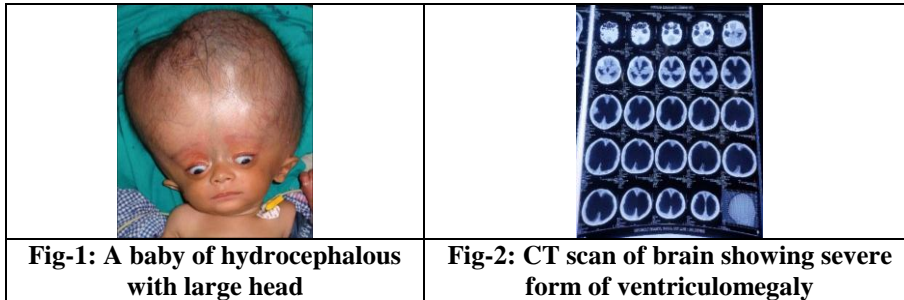 Fig-1: A baby of hydrocephalous
with large head
Fig-2: CT scan of brain showing severe
form of ventriculomegaly